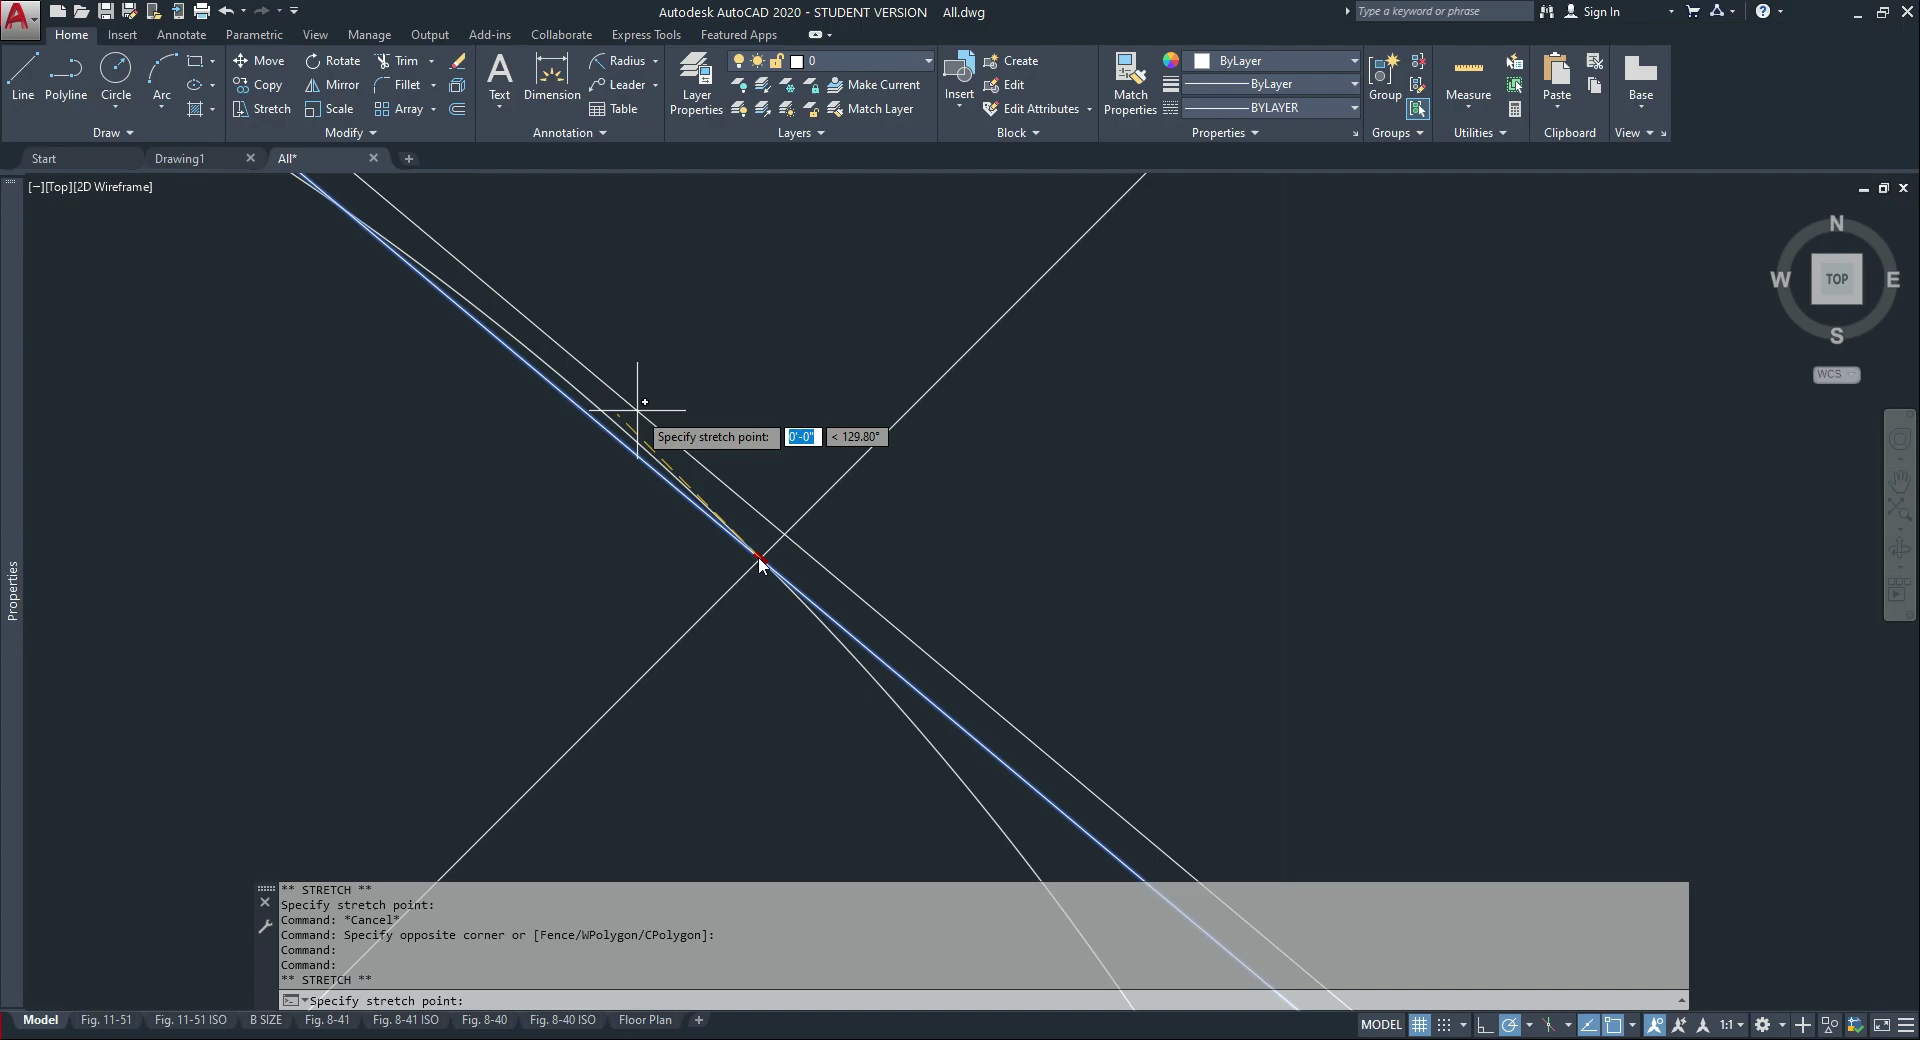 Autodesk AutoCAD 2020 - STUDENT VERSION All.dwg
Type a keyword or phrase
Sign In
Home Insert Annotate Parametric View Manage Output Add-ins Collaborate Express Tools Featured Apps
Line Polyline Circle Arc
Draw
Move Rotate Trim
Copy Mirror Fillet
Stretch Scale Array
Modify
Text Dimension
Radius
Leader
Table
Annotation
Layer Properties
0
Make Current
Match Layer
Layers
Insert
Create
Edit
Edit Attributes
Block
Match Properties
ByLayer
ByLayer
BYLAYER
Properties
Group
Groups
Measure
Utilities
Paste
Clipboard
Base
View
Start Drawing1 All*
[−][Top][2D Wireframe]
N
W TOP E
S
WCS
Specify stretch point: 0'-0" < 129.80°
Properties
** STRETCH **
Specify stretch point:
Command: *Cancel*
Command: Specify opposite corner or [Fence/WPolygon/CPolygon]:
Command:
Command:
** STRETCH **
Specify stretch point:
Model Fig. 11-51 Fig. 11-51 ISO B SIZE Fig. 8-41 Fig. 8-41 ISO Fig. 8-40 Fig. 8-40 ISO Floor Plan
MODEL 1:1